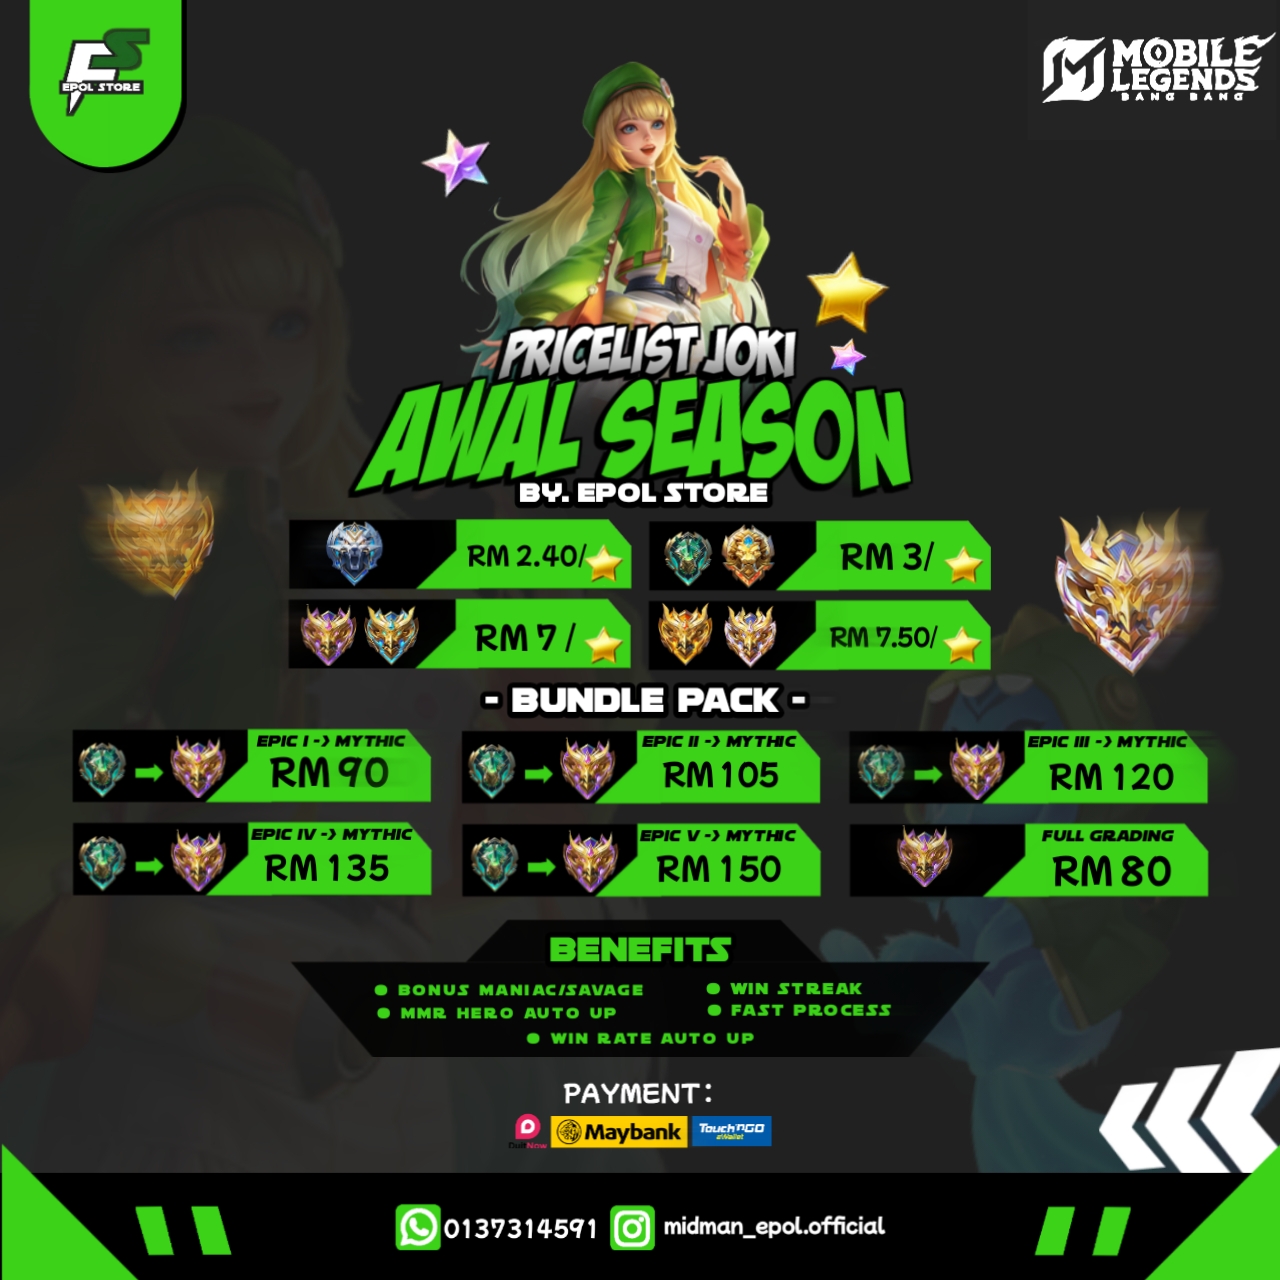 ES
EPOL STORE
MOBILE
LEGENDS
BANG BANG
PRICELIST JOKI
AWAL SEASON
BY. EPOL STORE
RM 2.40/
RM 3/
RM 7 /
RM 7.50/
- BUNDLE PACK -
EPIC I -> MYTHIC
RM 90
EPIC II -> MYTHIC
RM 105
EPIC III -> MYTHIC
RM 120
EPIC IV -> MYTHIC
RM 135
EPIC V -> MYTHIC
RM 150
FULL GRADING
RM 80
BENEFITS
● BONUS MANIAC/SAVAGE
● WIN STREAK
● MMR HERO AUTO UP
● FAST PROCESS
● WIN RATE AUTO UP
PAYMENT:
DuitNow
Maybank
Touch'nGO
eWallet
0137314591
midman_epol.official